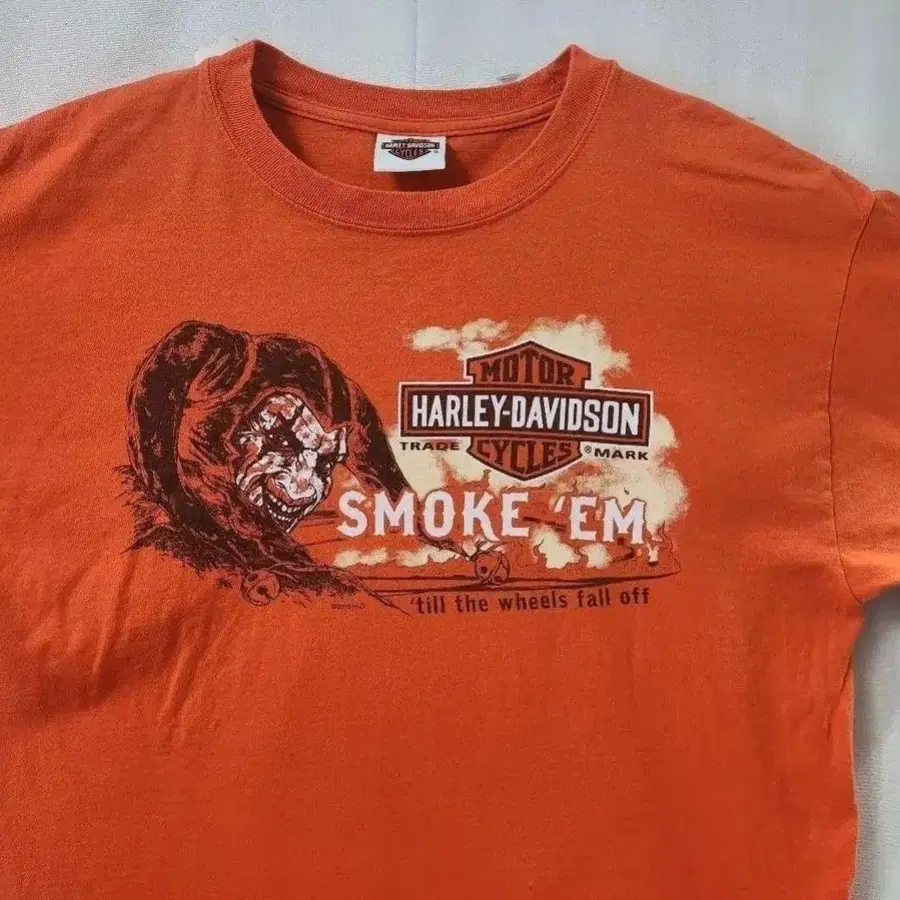 HARLEY-DAVIDSON
CYCLES
MOTOR
HARLEY-DAVIDSON
TRADE CYCLES ® MARK
SMOKE 'EM
'till the wheels fall off